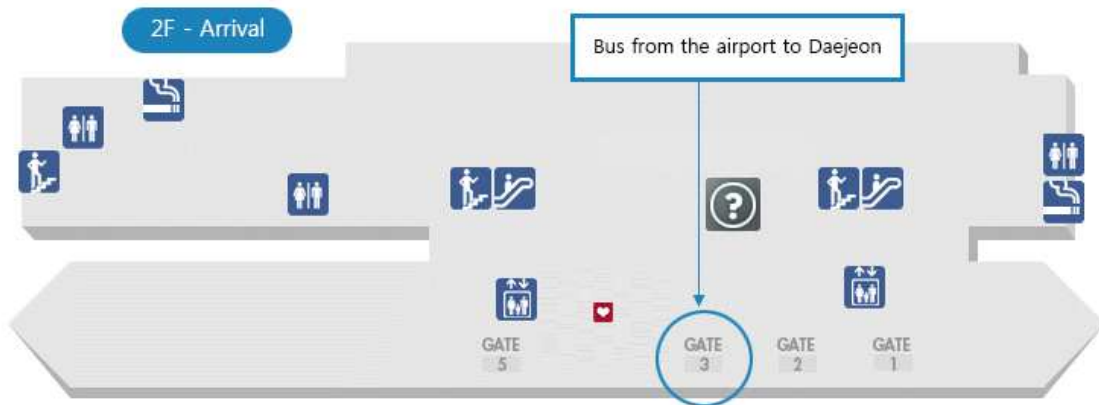 2F - Arrival
Bus from the airport to Daejeon
?
GATE
5
GATE
3
GATE
2
GATE
1